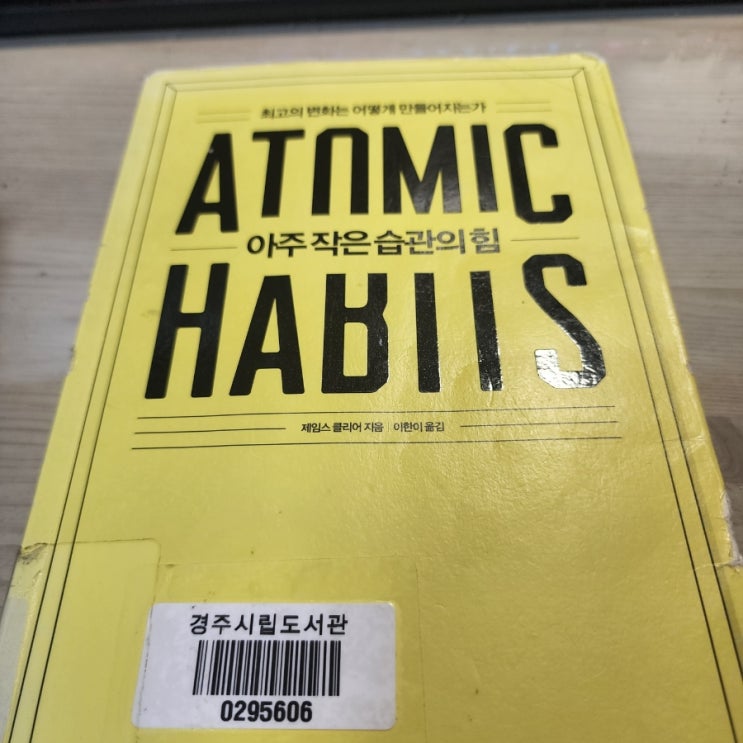 최고의 변화는 어떻게 만들어지는가
ATOMIC
아주 작은 습관의 힘
HABITS
제임스 클리어 지음 | 이한이 옮김
경주시립도서관
0295606